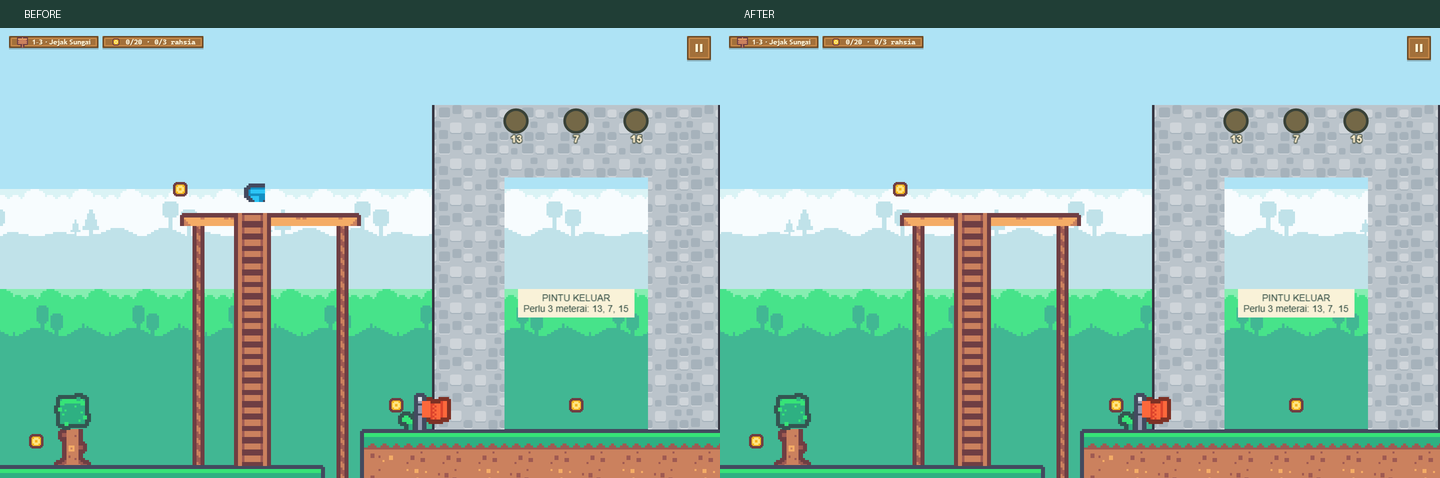 BEFORE
AFTER
1-3 · Jejak Sungai
0/20 · 0/3 rahsia
13
7
15
PINTU KELUAR
Perlu 3 meterai: 13, 7, 15
1-3 · Jejak Sungai
0/20 · 0/3 rahsia
13
7
15
PINTU KELUAR
Perlu 3 meterai: 13, 7, 15